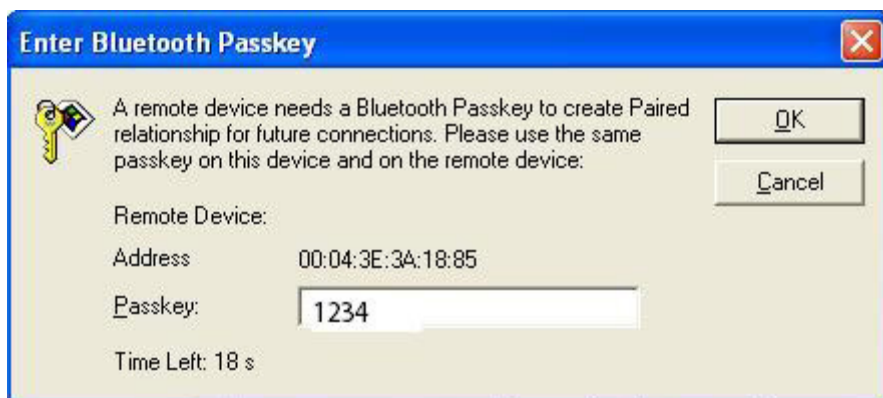 Enter Bluetooth Passkey
A remote device needs a Bluetooth Passkey to create Paired
relationship for future connections. Please use the same
passkey on this device and on the remote device:
OK
Cancel
Remote Device:
Address 00:04:3E:3A:18:85
Passkey: 1234
Time Left: 18 s